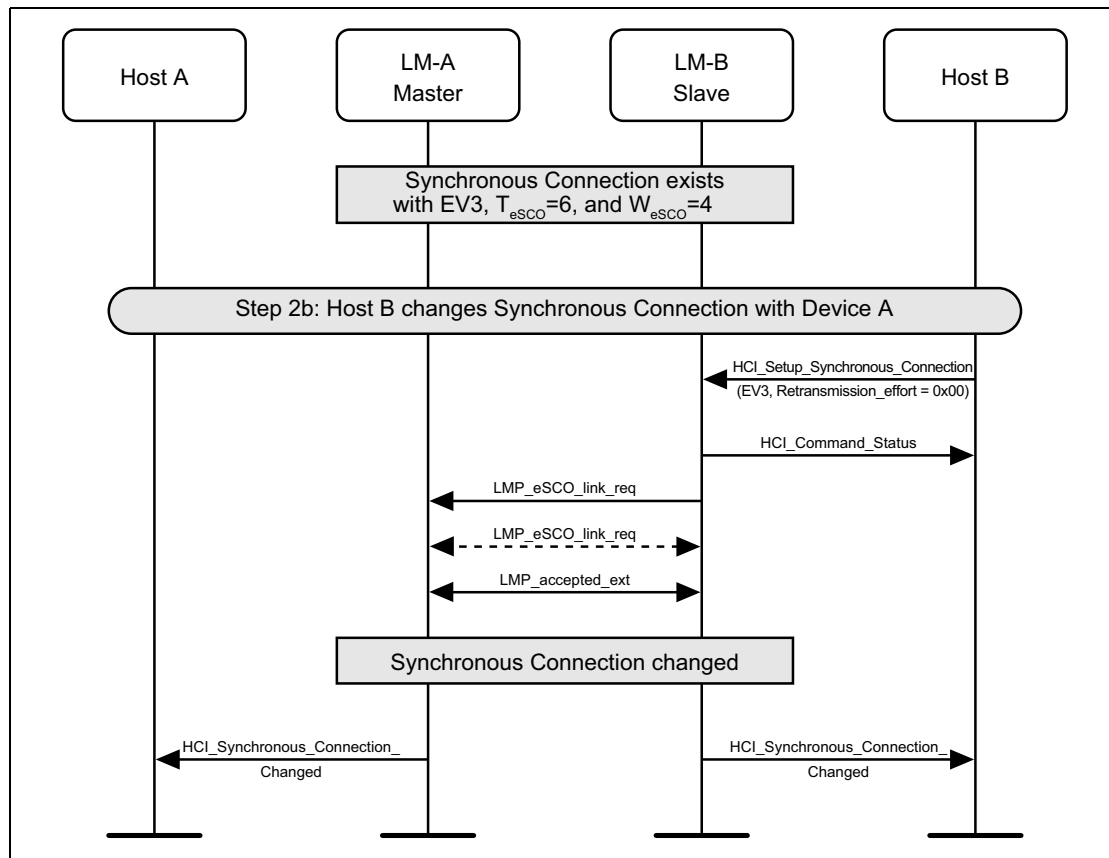 Host A
LM-A
Master
LM-B
Slave
Host B
Synchronous Connection exists
with EV3, TeSCO=6, and WeSCO=4
Step 2b: Host B changes Synchronous Connection with Device A
HCI_Setup_Synchronous_Connection
(EV3, Retransmission_effort = 0x00)
HCI_Command_Status
LMP_eSCO_link_req
LMP_eSCO_link_req
LMP_accepted_ext
Synchronous Connection changed
HCI_Synchronous_Connection_
Changed
HCI_Synchronous_Connection_
Changed